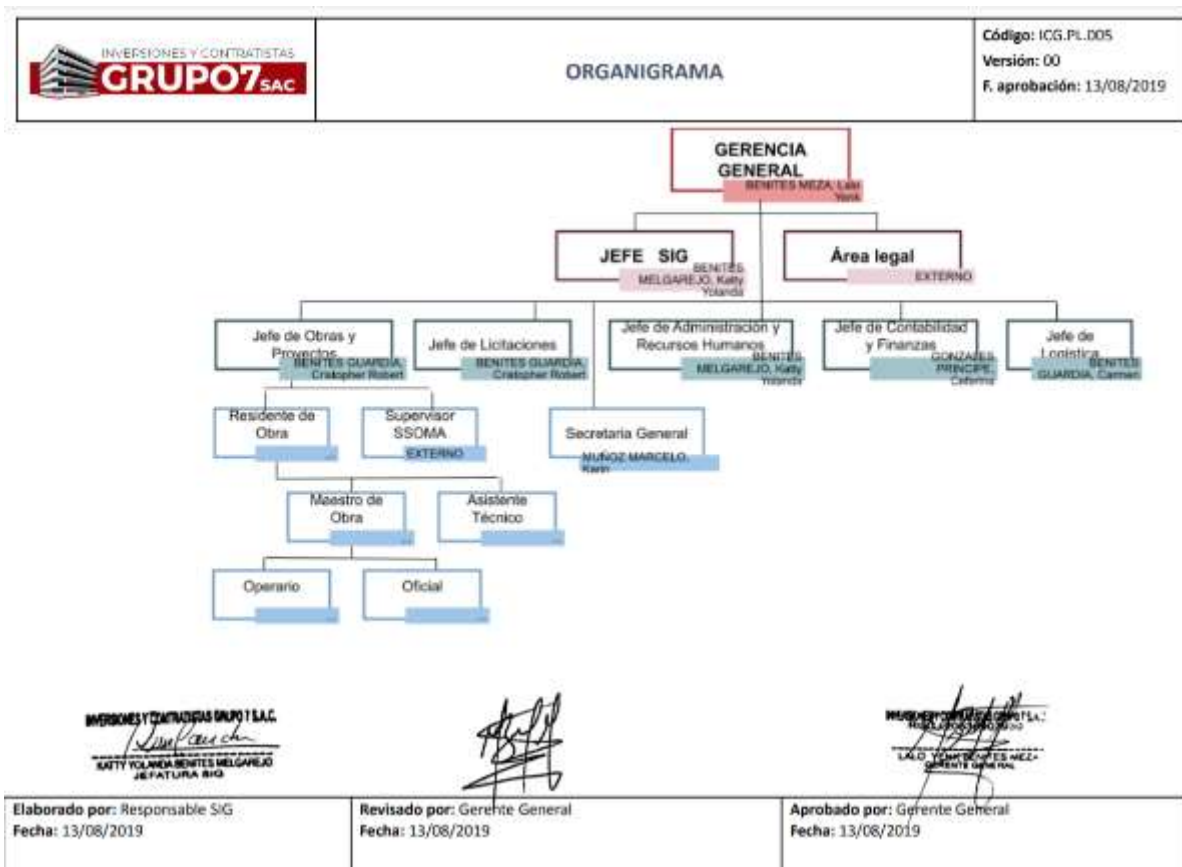 INVERSIONES Y CONTRATISTAS
GRUPO7 SAC
ORGANIGRAMA
Código: ICG.PL.005
Versión: 00
F. aprobación: 13/08/2019
GERENCIA
GENERAL
BENITES MEZA, Lalo
Yenk
JEFE SIG
BENITES
MELGAREJO, Katty
Yolanda
Área legal
EXTERNO
Jefe de Obras y
Proyectos
BENITES GUARDIA,
Cristopher Robert
Jefe de Licitaciones
BENITES GUARDIA,
Cristopher Robert
Jefe de Administración y
Recursos Humanos
BENITES
MELGAREJO, Katty
Yolanda
Jefe de Contabilidad
y Finanzas
GONZALES
PRINCIPE,
Jefe de
Logística
BENITES
GUARDIA, Carmen
Residente de
Obra
...
Supervisor
SSOMA
EXTERNO
Secretaria General
MUÑOZ MARCELO,
Karin
Maestro de
Obra
...
Asistente
Técnico
...
Operario
...
Oficial
...
INVERSIONES Y CONTRATISTAS GRUPO 7 S.A.C.
KATTY YOLANDA BENITES MELGAREJO
JEFATURA SIG
LALO YENK BENITES MEZA
GERENTE GENERAL
Elaborado por: Responsable SIG
Fecha: 13/08/2019
Revisado por: Gerente General
Fecha: 13/08/2019
Aprobado por: Gerente General
Fecha: 13/08/2019